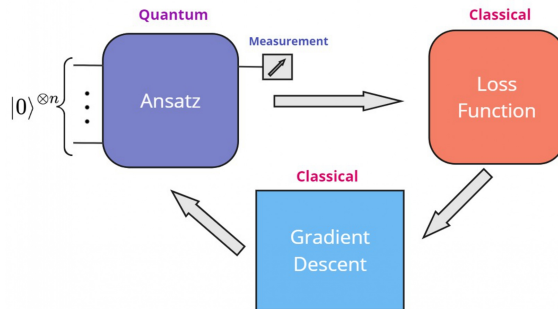 Quantum
Classical
Measurement
|0⟩⊗n
Ansatz
Loss
Function
Classical
Gradient
Descent